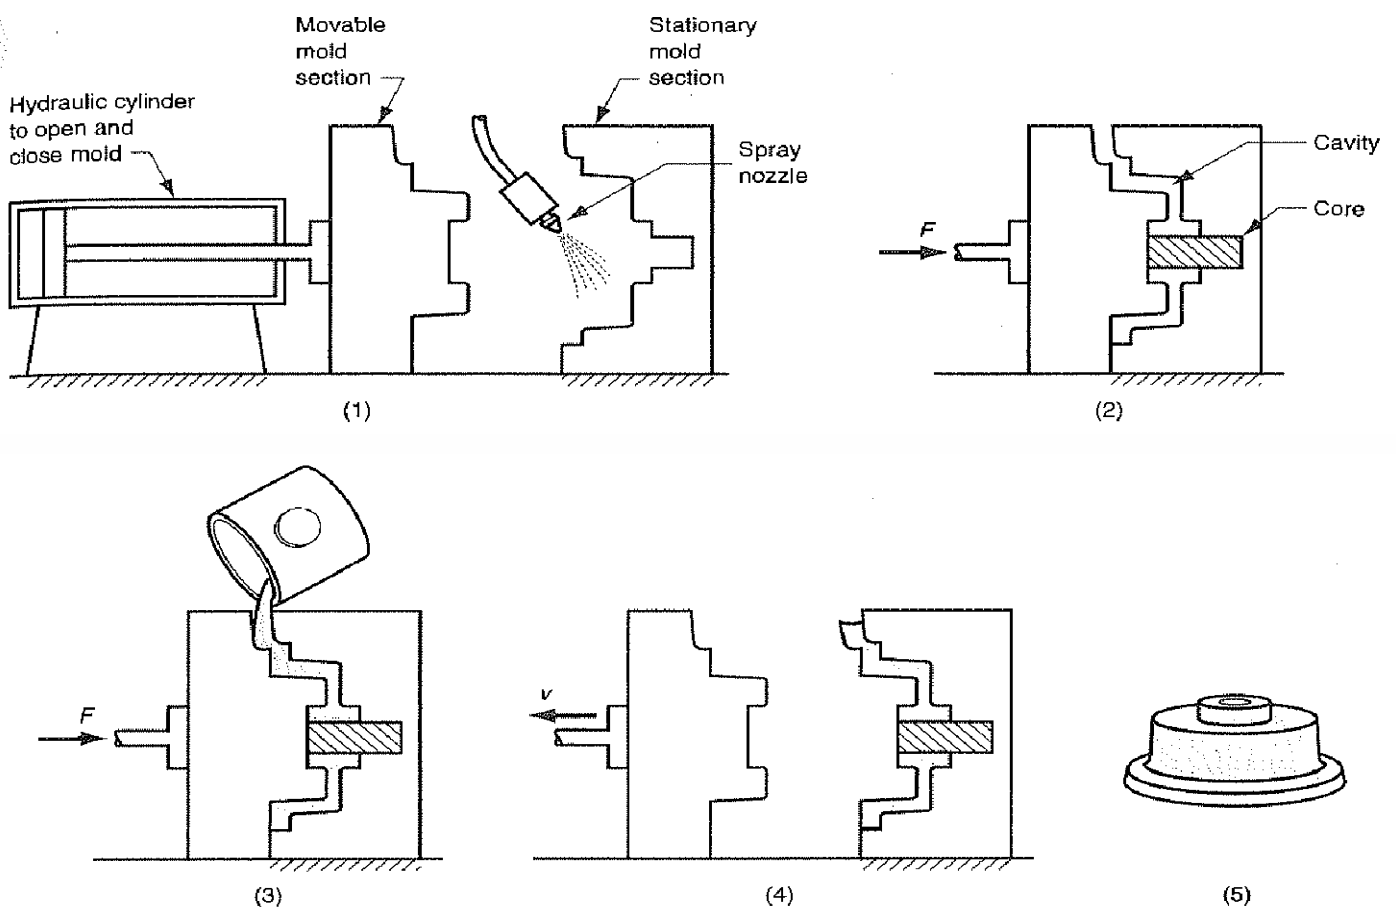 Movable
mold
section
Stationary
mold
section
Hydraulic cylinder
to open and
close mold
Spray
nozzle
(1)
Cavity
Core
F
(2)
F
(3)
v
(4)
(5)